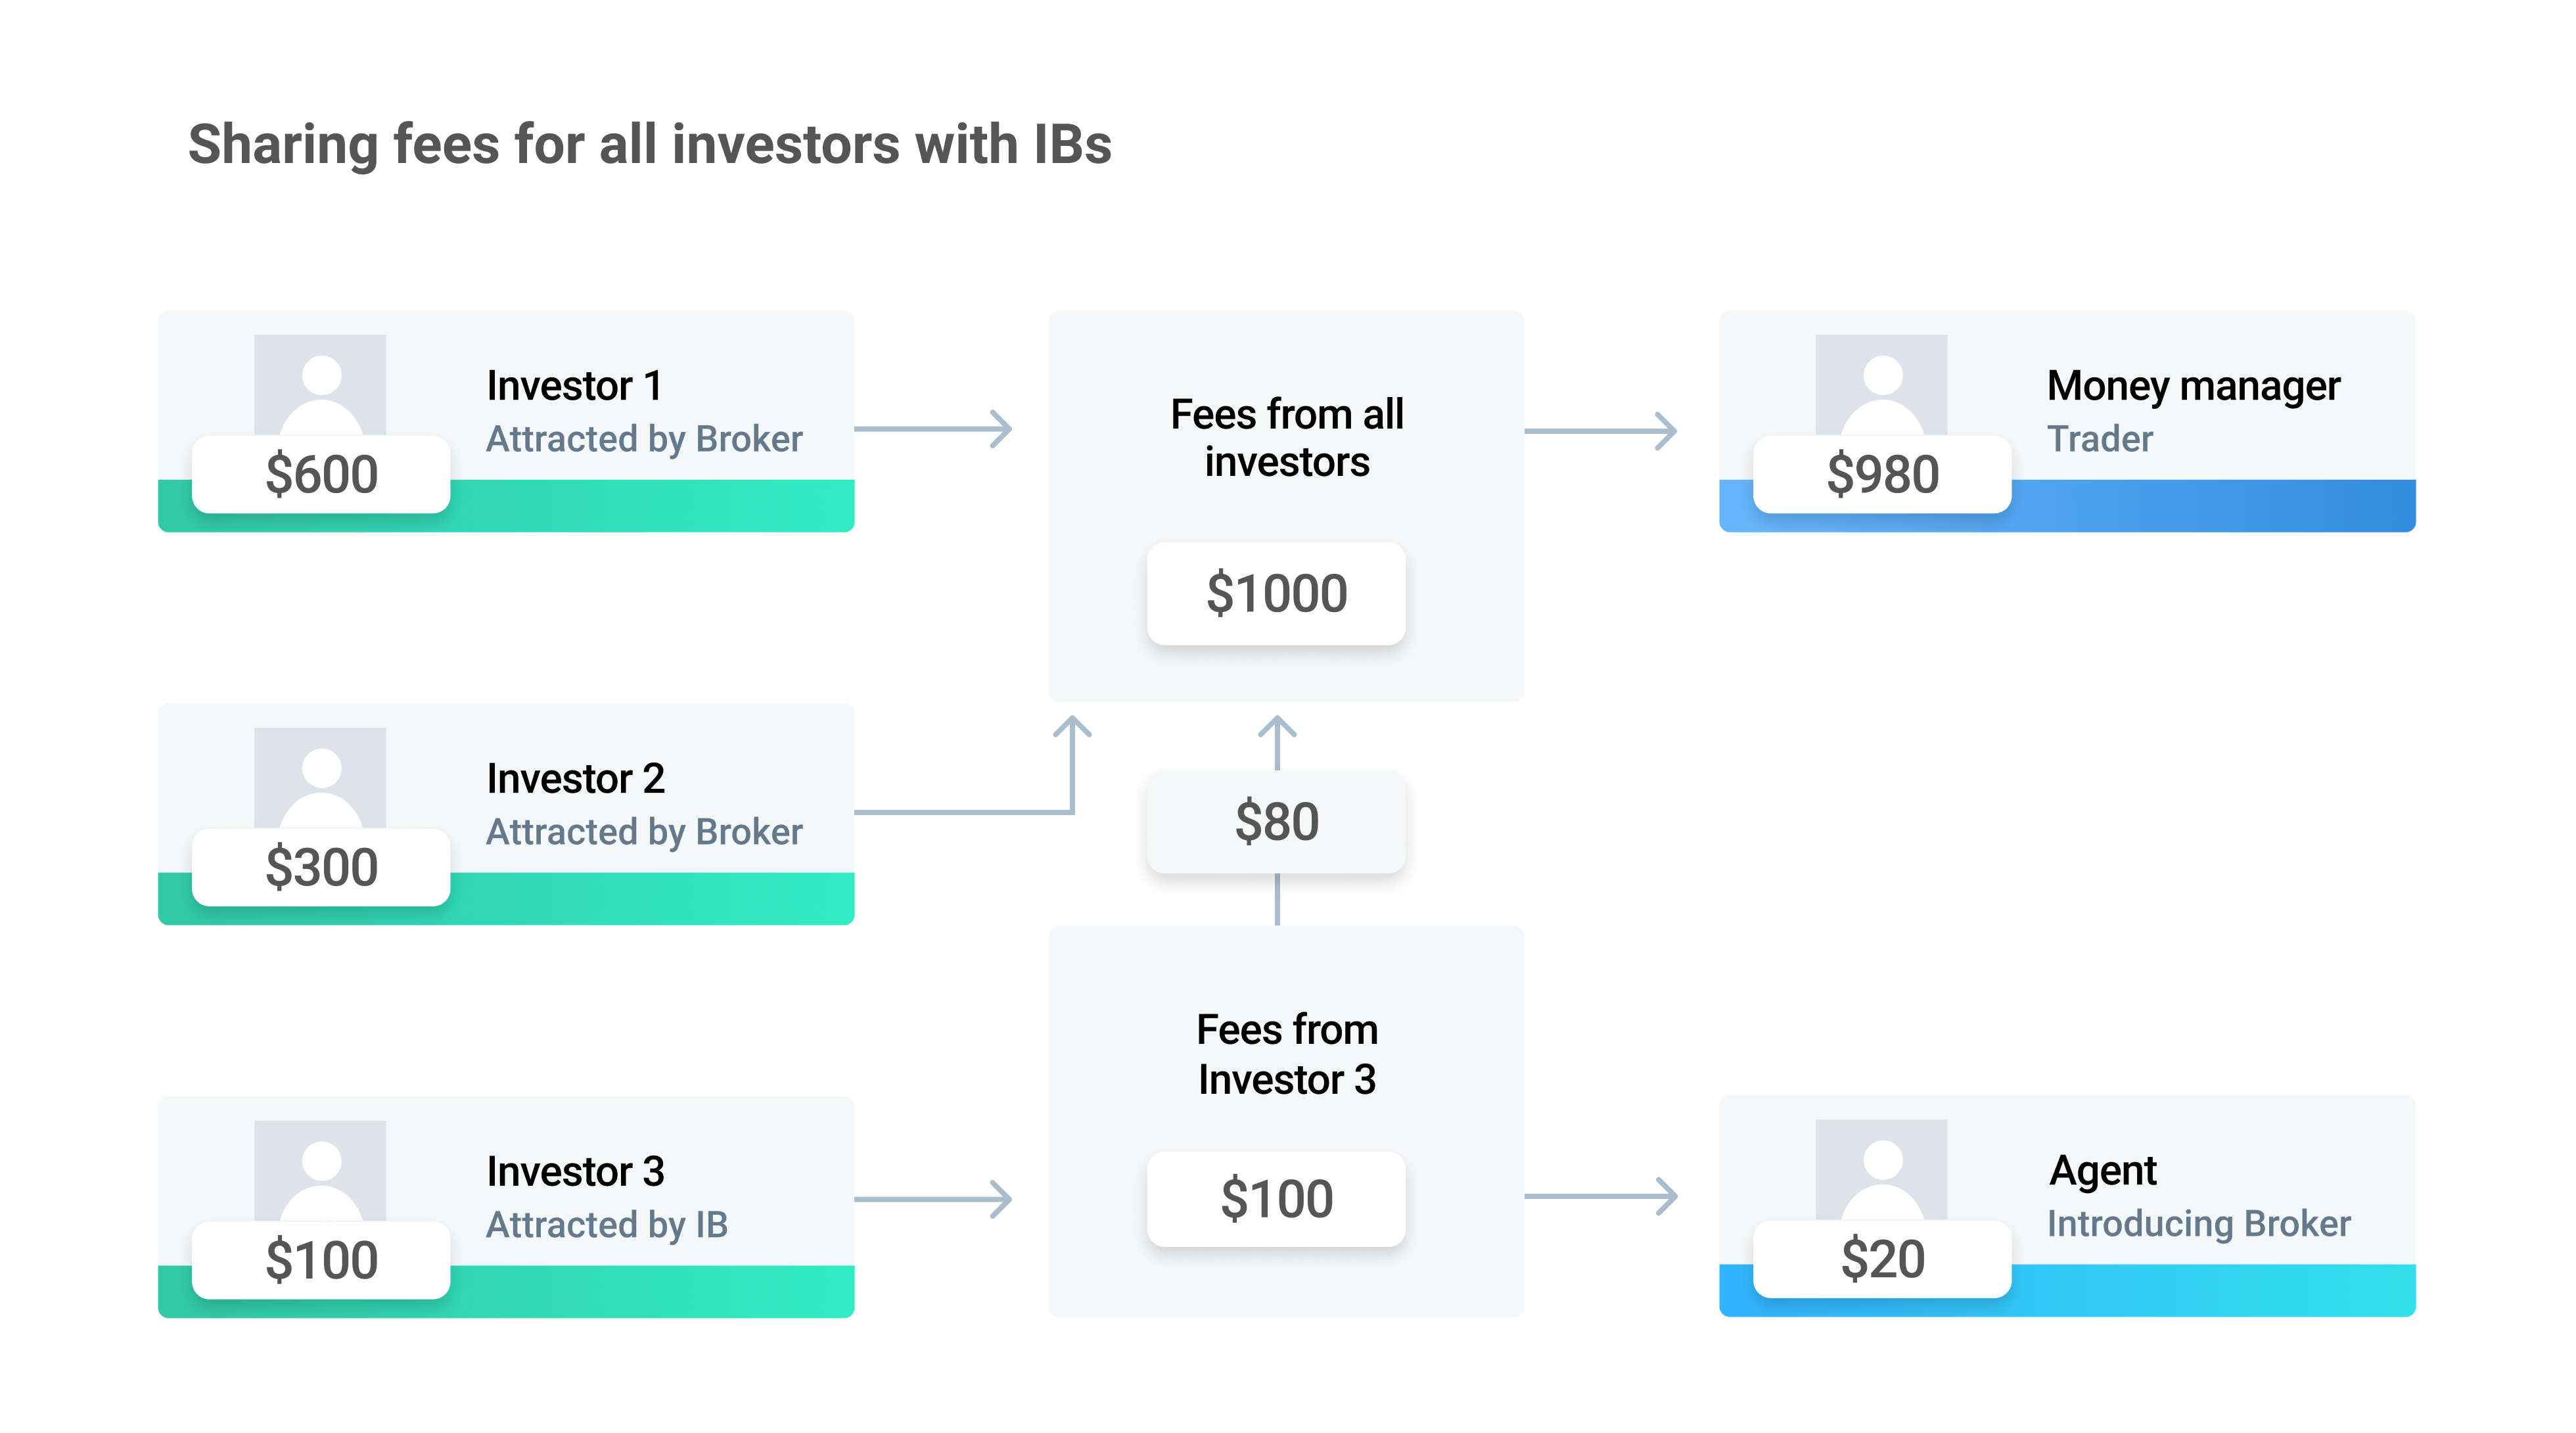 Sharing fees for all investors with IBs
Investor 1
Attracted by Broker
$600
Fees from all
investors
$1000
Money manager
Trader
$980
Investor 2
Attracted by Broker
$300
$80
Investor 3
Attracted by IB
$100
Fees from
Investor 3
$100
Agent
Introducing Broker
$20